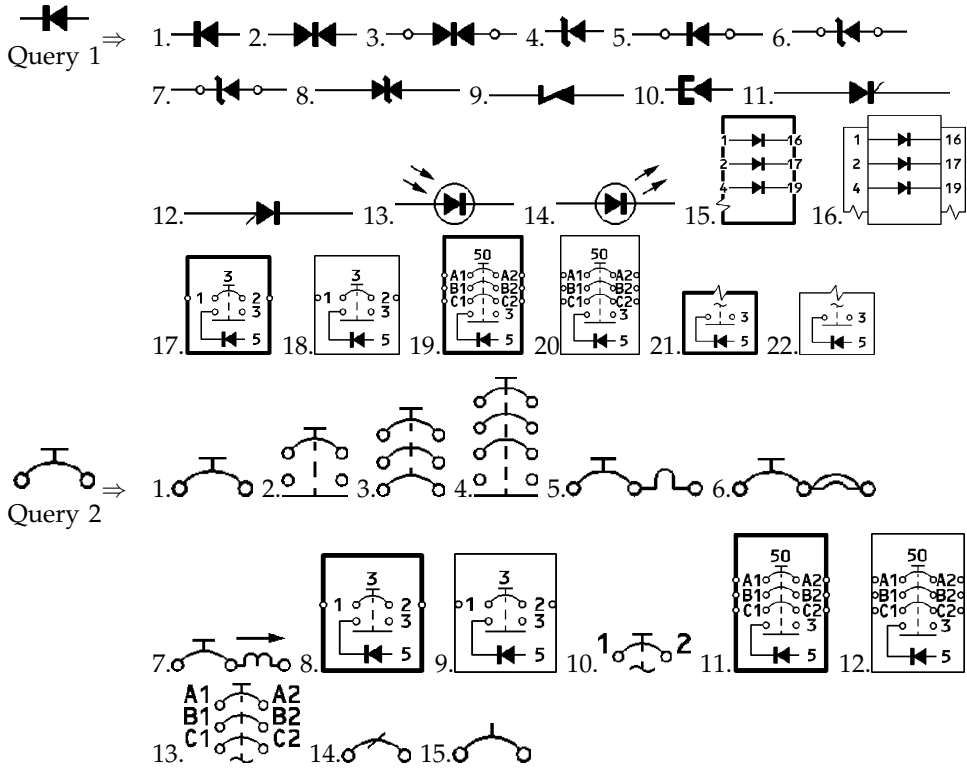 Query 1 ⇒ 1. 2. 3. 4. 5. 6.
7. 8. 9. 10. 11.
12. 13. 14. 15. 16.
1 16 1 16
2 17 2 17
4 19 4 19
17. 18. 19. 20 21. 22.
3 3 50 50
1 2 1 2 A1 A2 A1 A2
B1 B2 B1 B2
3 3 C1 C2 C1 C2
3 3 3 3
5 5 5 5 5 5
Query 2 ⇒ 1. 2. 3. 4. 5. 6.
7. 8. 9. 10. 11. 12.
3 3 50 50
1 2 1 2 1 2 A1 A2 A1 A2
B1 B2 B1 B2
3 3 C1 C2 C1 C2
3 3
5 5 5 5
A1 A2
B1 B2
C1 C2
13. 14. 15.